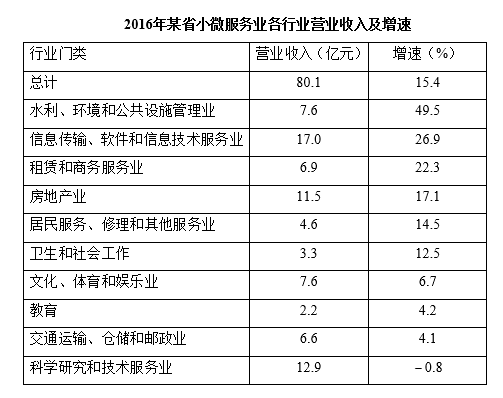 2016年某省小微服务业各行业营业收入及增速
行业门类 营业收入（亿元） 增速（%）
总计 80.1 15.4
水利、环境和公共设施管理业 7.6 49.5
信息传输、软件和信息技术服务业 17.0 26.9
租赁和商务服务业 6.9 22.3
房地产业 11.5 17.1
居民服务、修理和其他服务业 4.6 14.5
卫生和社会工作 3.3 12.5
文化、体育和娱乐业 7.6 6.7
教育 2.2 4.2
交通运输、仓储和邮政业 6.6 4.1
科学研究和技术服务业 12.9 －0.8